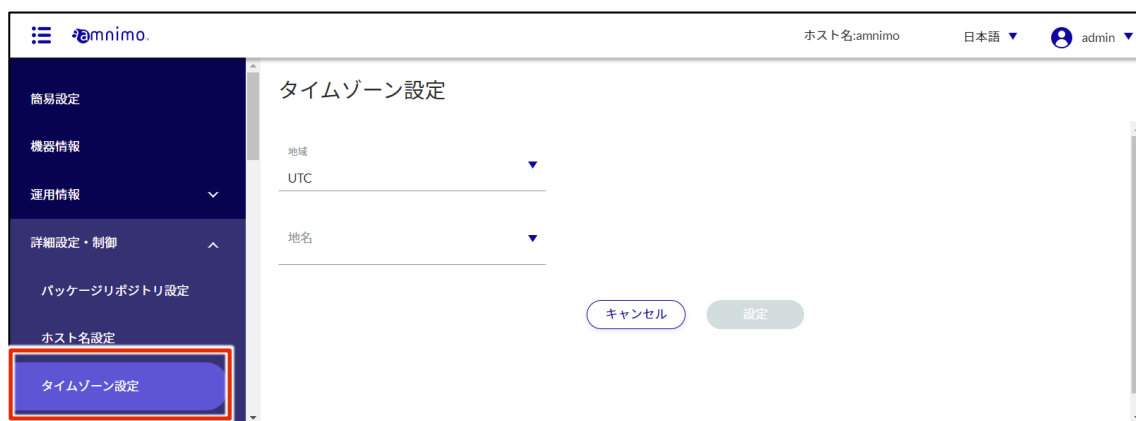 amnimo.
ホスト名:amnimo
日本語
admin
簡易設定
機器情報
運用情報
詳細設定・制御
パッケージリポジトリ設定
ホスト名設定
タイムゾーン設定
タイムゾーン設定
地域
UTC
地名
キャンセル
設定